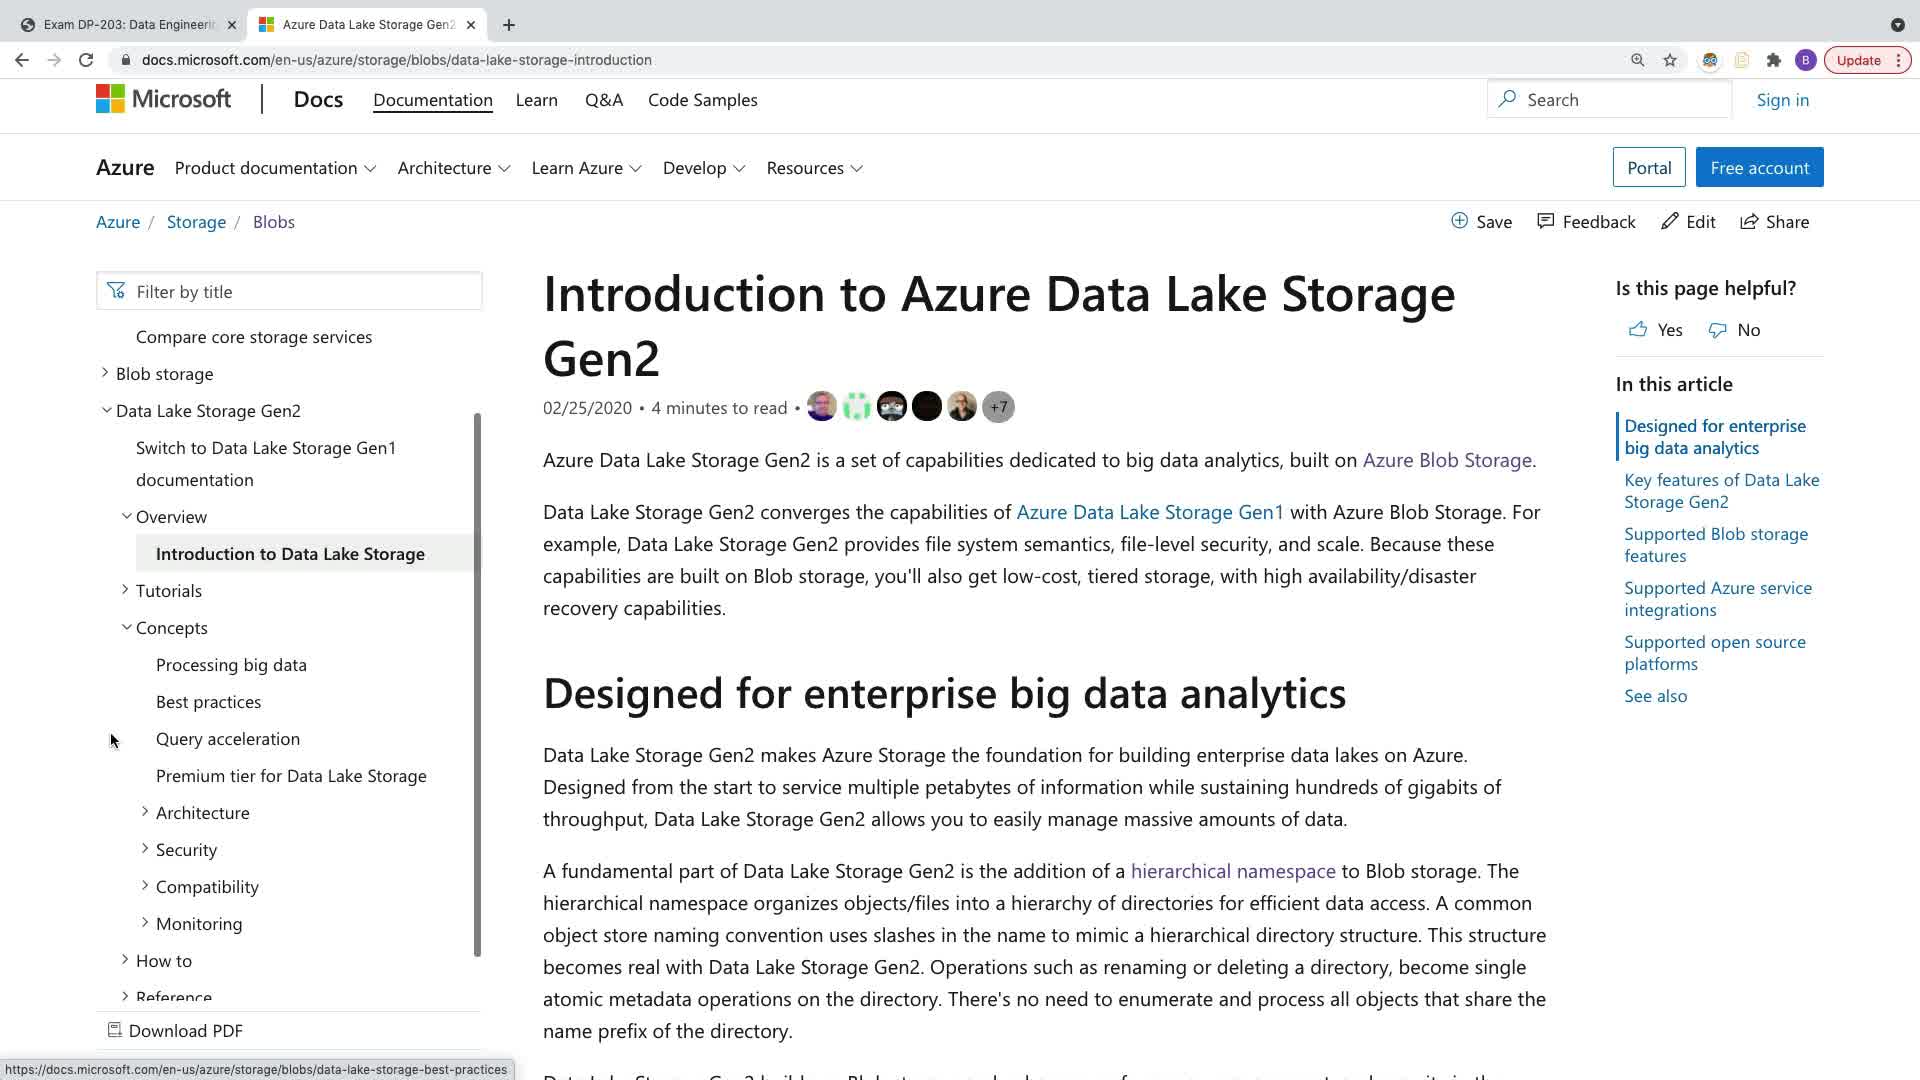 Exam DP-203: Data Engineerin
Azure Data Lake Storage Gen2
docs.microsoft.com/en-us/azure/storage/blobs/data-lake-storage-introduction
B
Update
Microsoft
Docs
Documentation
Learn
Q&A
Code Samples
Search
Sign in
Azure
Product documentation
Architecture
Learn Azure
Develop
Resources
Portal
Free account
Azure / Storage / Blobs
Save
Feedback
Edit
Share
Filter by title
Compare core storage services
Blob storage
Data Lake Storage Gen2
Switch to Data Lake Storage Gen1
documentation
Overview
Introduction to Data Lake Storage
Tutorials
Concepts
Processing big data
Best practices
Query acceleration
Premium tier for Data Lake Storage
Architecture
Security
Compatibility
Monitoring
How to
Reference
Download PDF
Introduction to Azure Data Lake Storage
Gen2
02/25/2020 • 4 minutes to read •
+7
Azure Data Lake Storage Gen2 is a set of capabilities dedicated to big data analytics, built on Azure Blob Storage.
Data Lake Storage Gen2 converges the capabilities of Azure Data Lake Storage Gen1 with Azure Blob Storage. For
example, Data Lake Storage Gen2 provides file system semantics, file-level security, and scale. Because these
capabilities are built on Blob storage, you'll also get low-cost, tiered storage, with high availability/disaster
recovery capabilities.
Designed for enterprise big data analytics
Data Lake Storage Gen2 makes Azure Storage the foundation for building enterprise data lakes on Azure.
Designed from the start to service multiple petabytes of information while sustaining hundreds of gigabits of
throughput, Data Lake Storage Gen2 allows you to easily manage massive amounts of data.
A fundamental part of Data Lake Storage Gen2 is the addition of a hierarchical namespace to Blob storage. The
hierarchical namespace organizes objects/files into a hierarchy of directories for efficient data access. A common
object store naming convention uses slashes in the name to mimic a hierarchical directory structure. This structure
becomes real with Data Lake Storage Gen2. Operations such as renaming or deleting a directory, become single
atomic metadata operations on the directory. There's no need to enumerate and process all objects that share the
name prefix of the directory.
Is this page helpful?
Yes
No
In this article
Designed for enterprise
big data analytics
Key features of Data Lake
Storage Gen2
Supported Blob storage
features
Supported Azure service
integrations
Supported open source
platforms
See also
https://docs.microsoft.com/en-us/azure/storage/blobs/data-lake-storage-best-practices